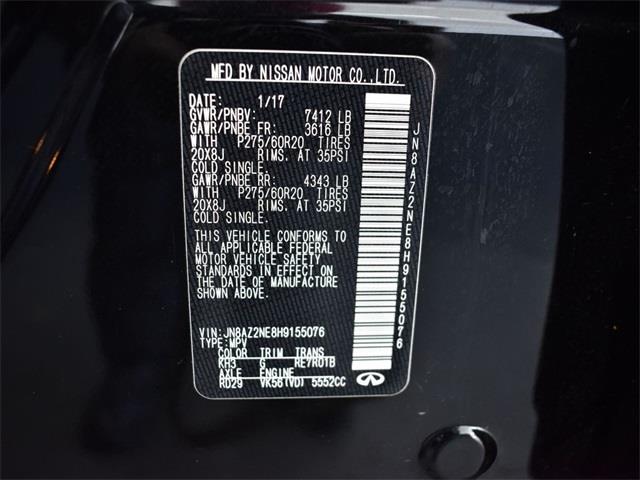 MFD BY NISSAN MOTOR CO.,LTD.
DATE: 1/17
GVWR/PNBV: 7412 LB
GAWR/PNBE FR: 3616 LB
WITH P275/60R20 TIRES
20X8J RIMS. AT 35PSI
COLD SINGLE.
GAWR/PNBE RR: 4343 LB
WITH P275/60R20 TIRES
20X8J RIMS. AT 35PSI
COLD SINGLE.
THIS VEHICLE CONFORMS TO
ALL APPLICABLE FEDERAL
MOTOR VEHICLE SAFETY
STANDARDS IN EFFECT ON
THE DATE OF MANUFACTURE
SHOWN ABOVE.
VIN:JN8AZ2NE8H9155076
TYPE:MPV
COLOR TRIM TRANS
KH3 G RE7R01B
AXLE ENGINE
RD29 VK56(VD) 5552CC
JN8AZ2NE8H9155076
INFINITI